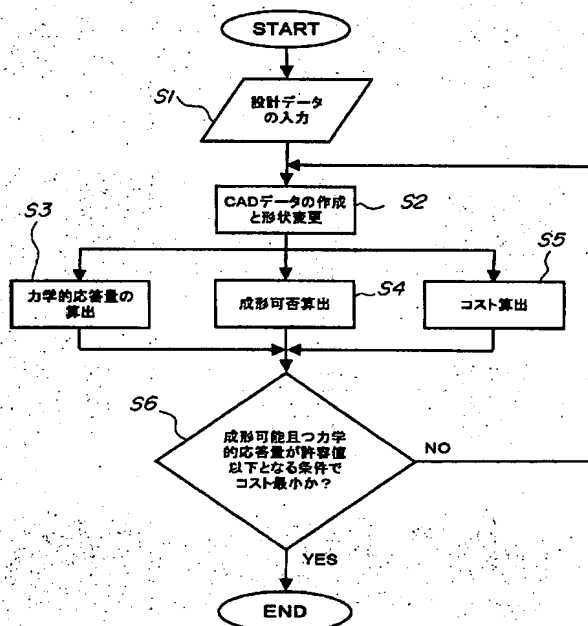 START
S1
設計データ
の入力
CADデータの作成
と形状変更
S2
S3
力学的応答量の
算出
成形可否算出
S4
S5
コスト算出
S6
成形可能且つ力学
的応答量が許容値
以下となる条件で
コスト最小か？
NO
YES
END